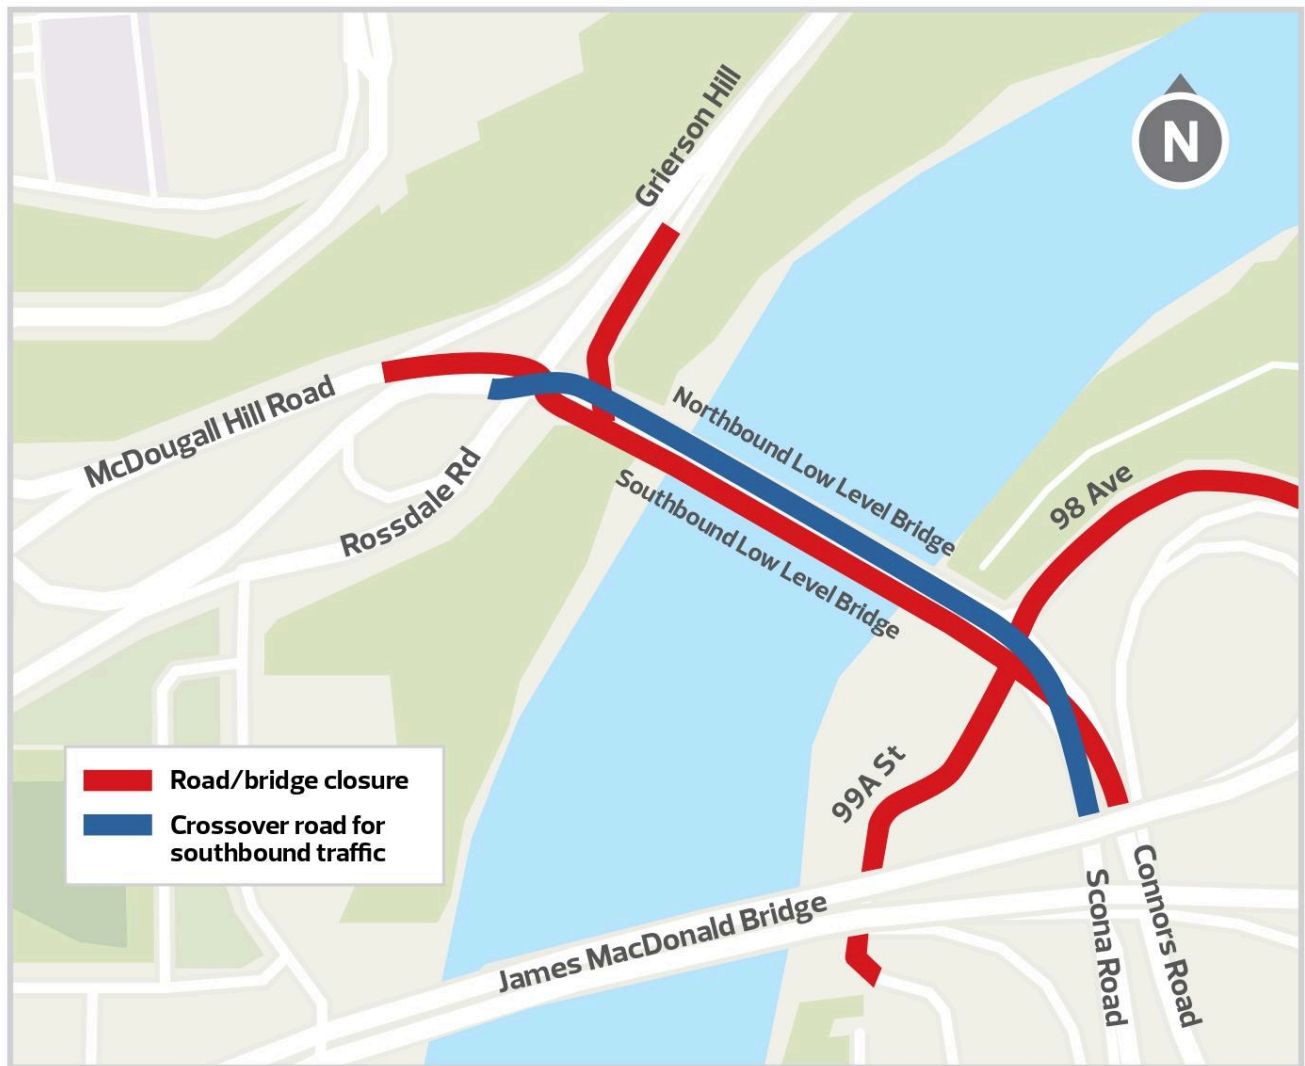 N
Grierson Hill
McDougall Hill Road
Rossdale Rd
Northbound Low Level Bridge
Southbound Low Level Bridge
98 Ave
99A St
Road/bridge closure
Crossover road for
southbound traffic
James MacDonald Bridge
Scona Road
Connors Road